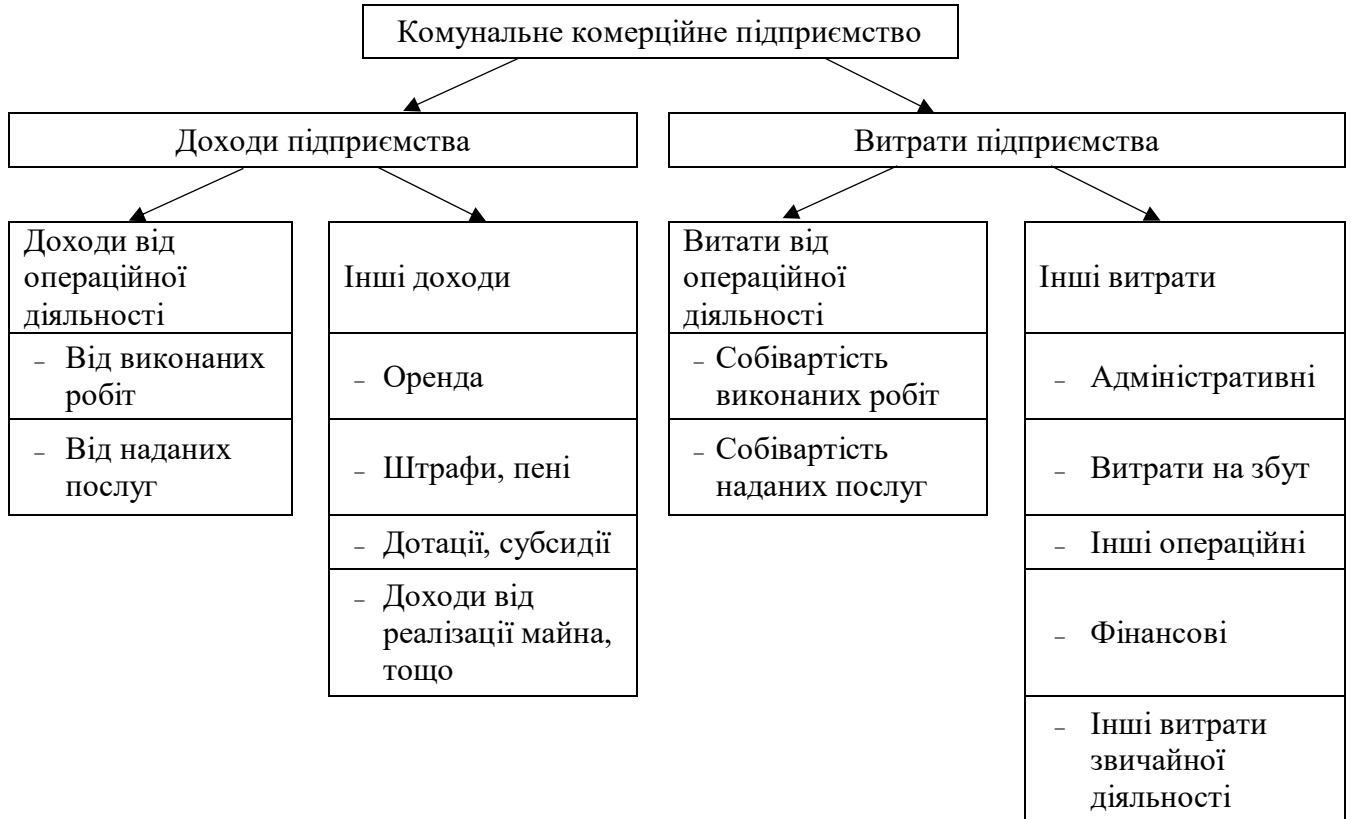 Комунальне комерційне підприємство
Доходи підприємства
Витрати підприємства
Доходи від
операційної
діяльності
– Від виконаних
робіт
– Від наданих
послуг
Інші доходи
– Оренда
– Штрафи, пені
– Дотації, субсидії
– Доходи від
реалізації майна,
тощо
Витати від
операційної
діяльності
– Собівартість
виконаних робіт
– Собівартість
наданих послуг
Інші витрати
– Адміністративні
– Витрати на збут
– Інші операційні
– Фінансові
– Інші витрати
звичайної
діяльності